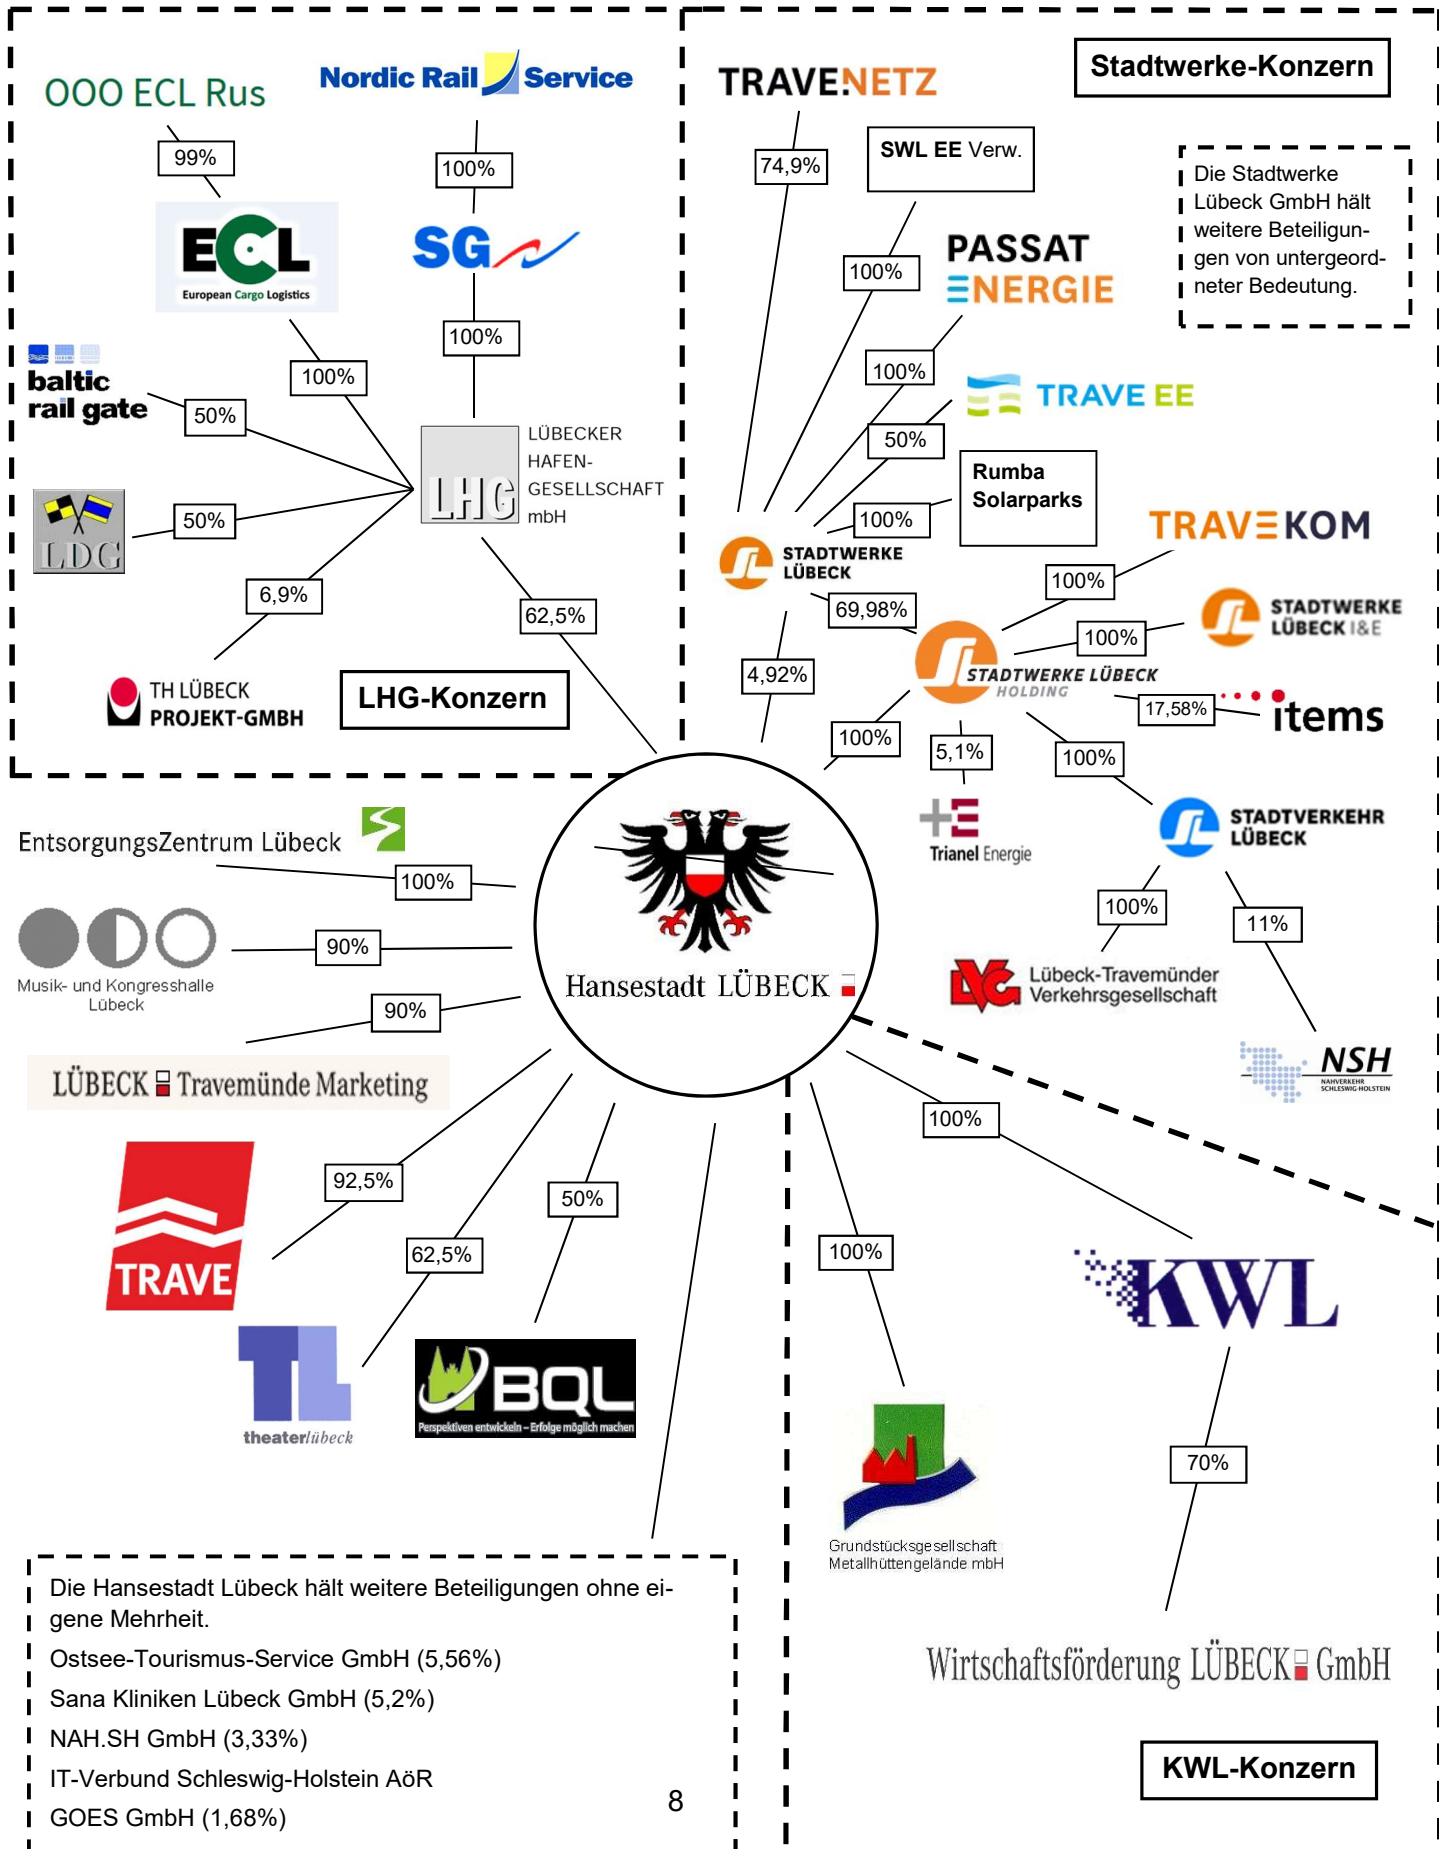 OOO ECL Rus
Nordic Rail Service
99%
100%
ECL
European Cargo Logistics
SG
100%
100%
baltic
rail gate
50%
LHG
LÜBECKER
HAFEN-
GESELLSCHAFT
mbH
LDG
50%
6,9%
62,5%
TH LÜBECK
PROJEKT-GMBH
LHG-Konzern
TRAVENETZ
Stadtwerke-Konzern
SWL EE Verw.
74,9%
Die Stadtwerke
Lübeck GmbH hält
weitere Beteiligun-
gen von untergeord-
neter Bedeutung.
100%
PASSAT
ENERGIE
100%
TRAVE EE
50%
Rumba
Solarparks
100%
TRAVEKOM
STADTWERKE
LÜBECK
100%
69,98%
STADTWERKE
LÜBECK I&E
100%
4,92%
STADTWERKE LÜBECK
HOLDING
17,58%
items
100%
5,1%
100%
+E
Trianel Energie
STADTVERKEHR
LÜBECK
100%
11%
LVG
Lübeck-Travemünder
Verkehrsgesellschaft
NSH
NAHVERKEHR
SCHLESWIG-HOLSTEIN
EntsorgungsZentrum Lübeck
100%
90%
Musik- und Kongresshalle
Lübeck
Hansestadt LÜBECK
90%
LÜBECK Travemünde Marketing
92,5%
TRAVE
62,5%
50%
TL
theaterlübeck
BQL
Perspektiven entwickeln – Erfolge möglich machen
100%
100%
KWL
Grundstücksgesellschaft
Metallhüttengelände mbH
70%
Wirtschaftsförderung LÜBECK GmbH
KWL-Konzern
Die Hansestadt Lübeck hält weitere Beteiligungen ohne ei-
gene Mehrheit.
Ostsee-Tourismus-Service GmbH (5,56%)
Sana Kliniken Lübeck GmbH (5,2%)
NAH.SH GmbH (3,33%)
IT-Verbund Schleswig-Holstein AöR
GOES GmbH (1,68%)
8